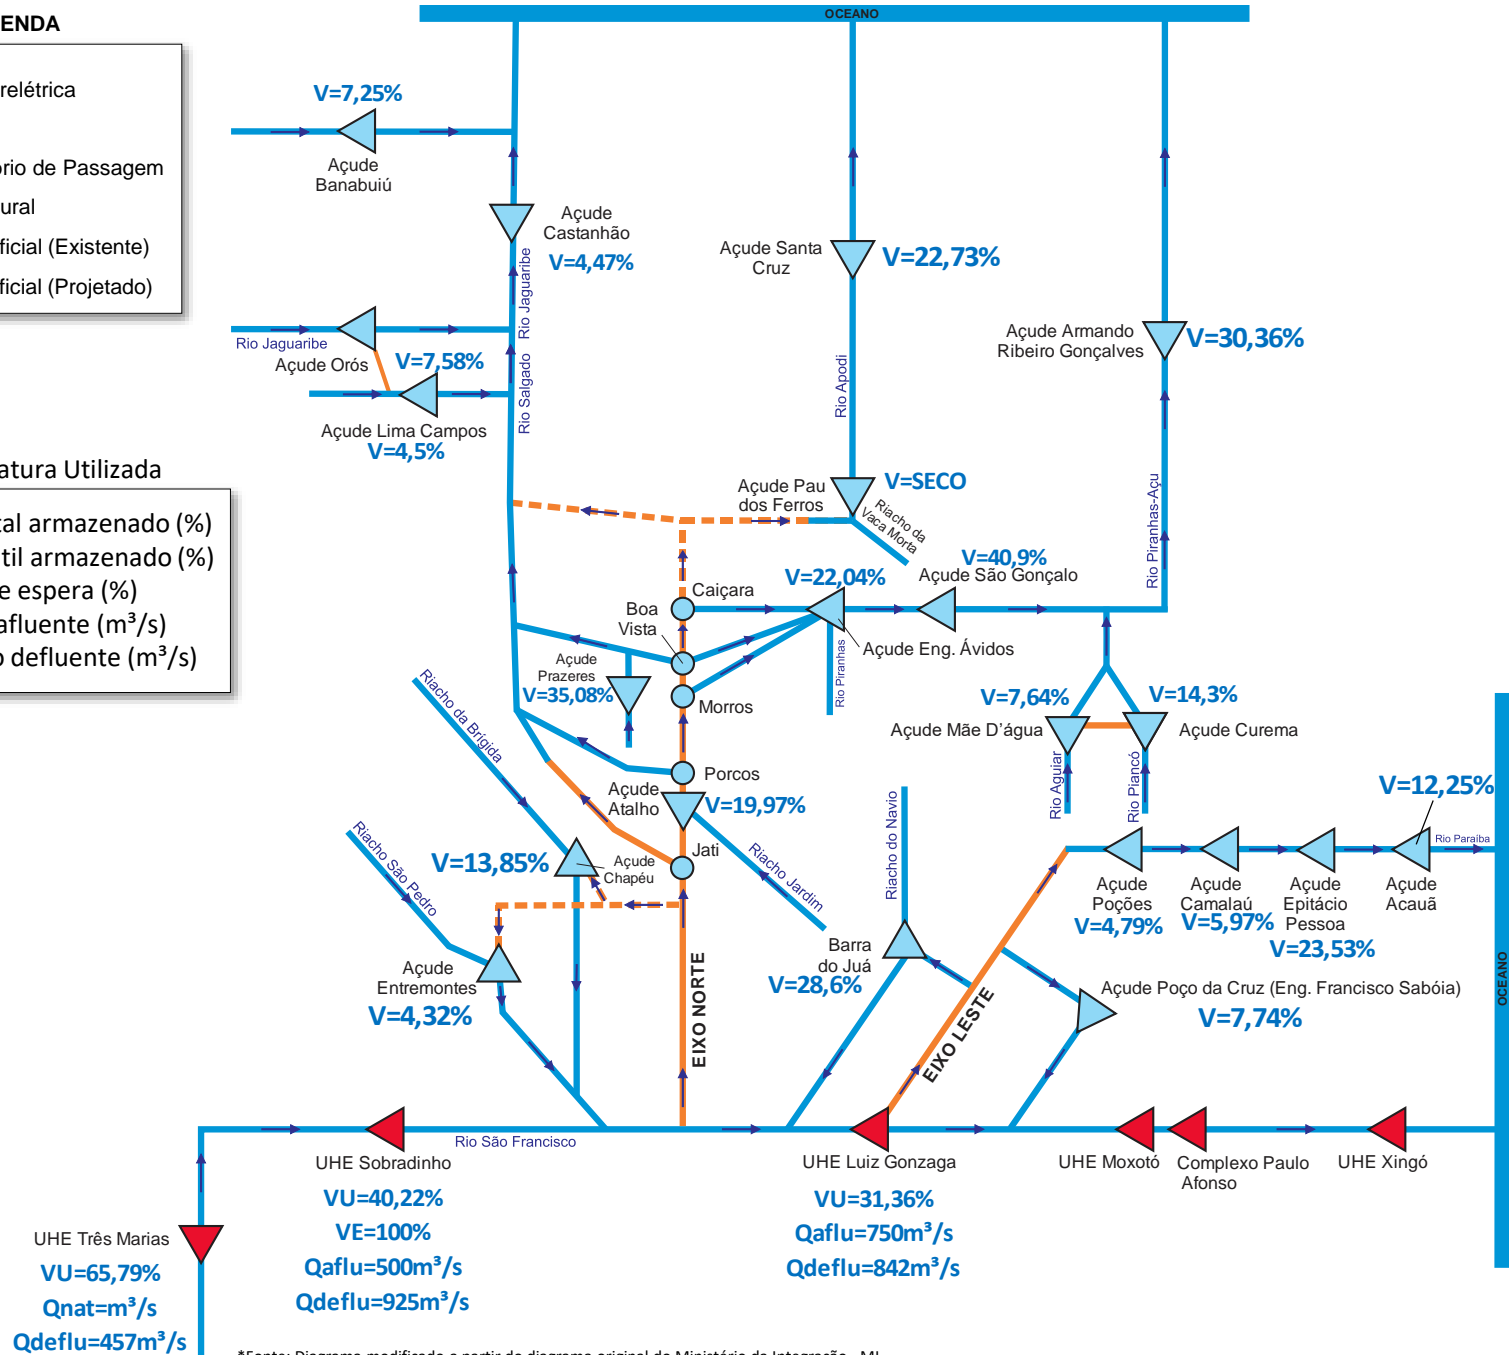 OCEANO
ENDA
relétrica
rio de Passagem
ural
ficial (Existente)
ficial (Projetado)
V=7,25%
Açude
Banabuiú
Açude
Castanhão
V=4,47%
Rio Jaguaribe
Açude Santa
Cruz
V=22,73%
Açude Armando
Ribeiro Gonçalves
V=30,36%
Rio Jaguaribe
Açude Orós
V=7,58%
Rio Salgado
Rio Apodi
Açude Lima Campos
V=4,5%
atura Utilizada
tal armazenado (%)
til armazenado (%)
e espera (%)
afluente (m³/s)
o defluente (m³/s)
Açude Pau
dos Ferros
V=SECO
Riacho da
Vaca Morta
Rio Piranhas-Açu
V=40,9%
Açude São Gonçalo
V=22,04%
Caiçara
Boa
Vista
Açude Eng. Ávidos
Rio Piranhas
Açude
Prazeres
V=35,08%
Morros
Riacho da Brígida
V=7,64%
V=14,3%
Açude Mãe D'água
Açude Curema
Rio Aguiar
Rio Piancó
Porcos
Açude
Atalho
V=19,97%
V=12,25%
Riacho do Navio
Rio Paraíba
Riacho São Pedro
V=13,85%
Açude
Chapéu
Jati
Riacho Jardim
Açude
Poções
V=4,79%
Açude
Camalaú
V=5,97%
Açude
Epitácio
Pessoa
V=23,53%
Açude
Acauã
Açude
Entremontes
V=4,32%
Barra
do Juá
V=28,6%
EIXO NORTE
EIXO LESTE
Açude Poço da Cruz (Eng. Francisco Sabóia)
V=7,74%
OCEANO
Rio São Francisco
UHE Sobradinho
VU=40,22%
VE=100%
Qaflu=500m³/s
Qdeflu=925m³/s
UHE Luiz Gonzaga
VU=31,36%
Qaflu=750m³/s
Qdeflu=842m³/s
UHE Moxotó
Complexo Paulo
Afonso
UHE Xingó
UHE Três Marias
VU=65,79%
Qnat=m³/s
Qdeflu=457m³/s